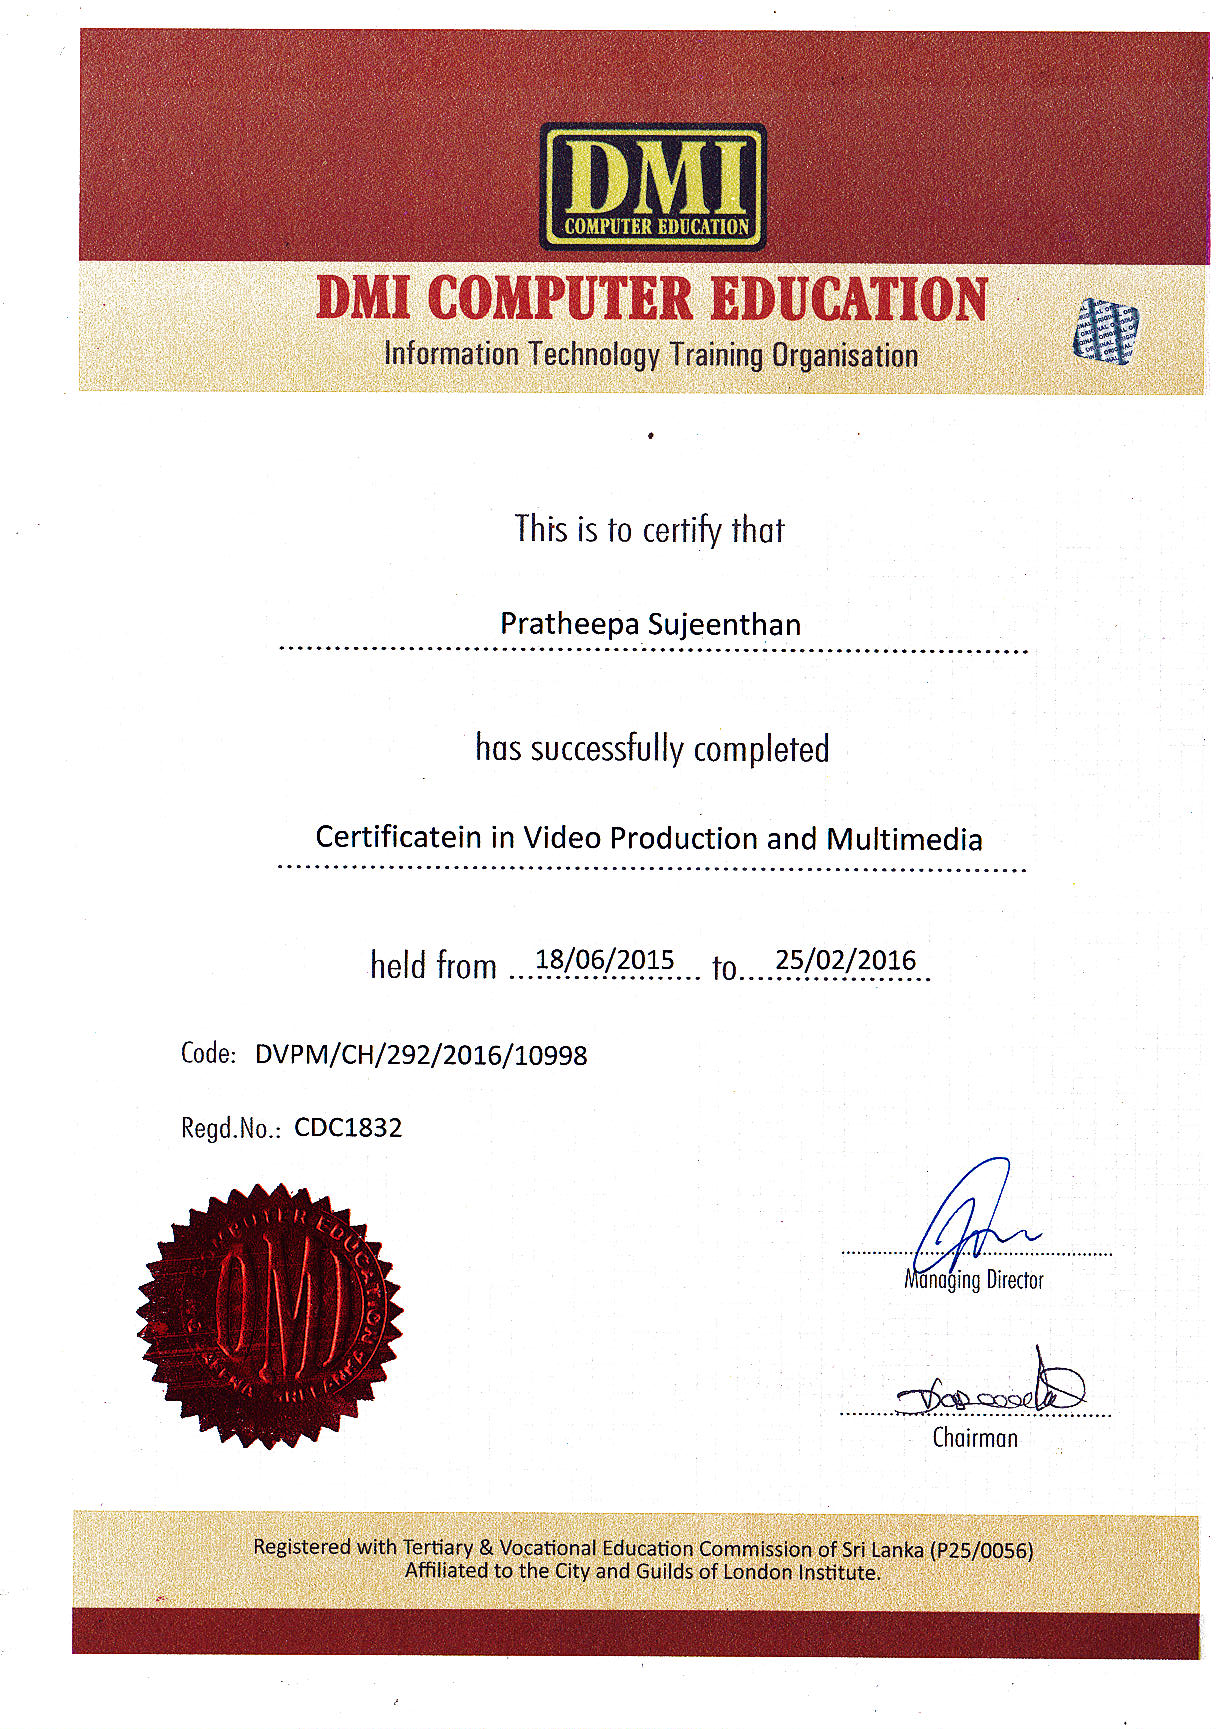 DMI
COMPUTER EDUCATION
DMI COMPUTER EDUCATION
Information Technology Training Organisation
ORIGINAL
This is to certify that
Pratheepa Sujeenthan
has successfully completed
Certificatein in Video Production and Multimedia
held from 18/06/2015 to 25/02/2016
Code: DVPM/CH/292/2016/10998
Regd.No.: CDC1832
COMPUTER EDUCATION
DMI
SRI LANKA
Managing Director
Chairman
Registered with Tertiary & Vocational Education Commission of Sri Lanka (P25/0056)
Affiliated to the City and Guilds of London Institute.